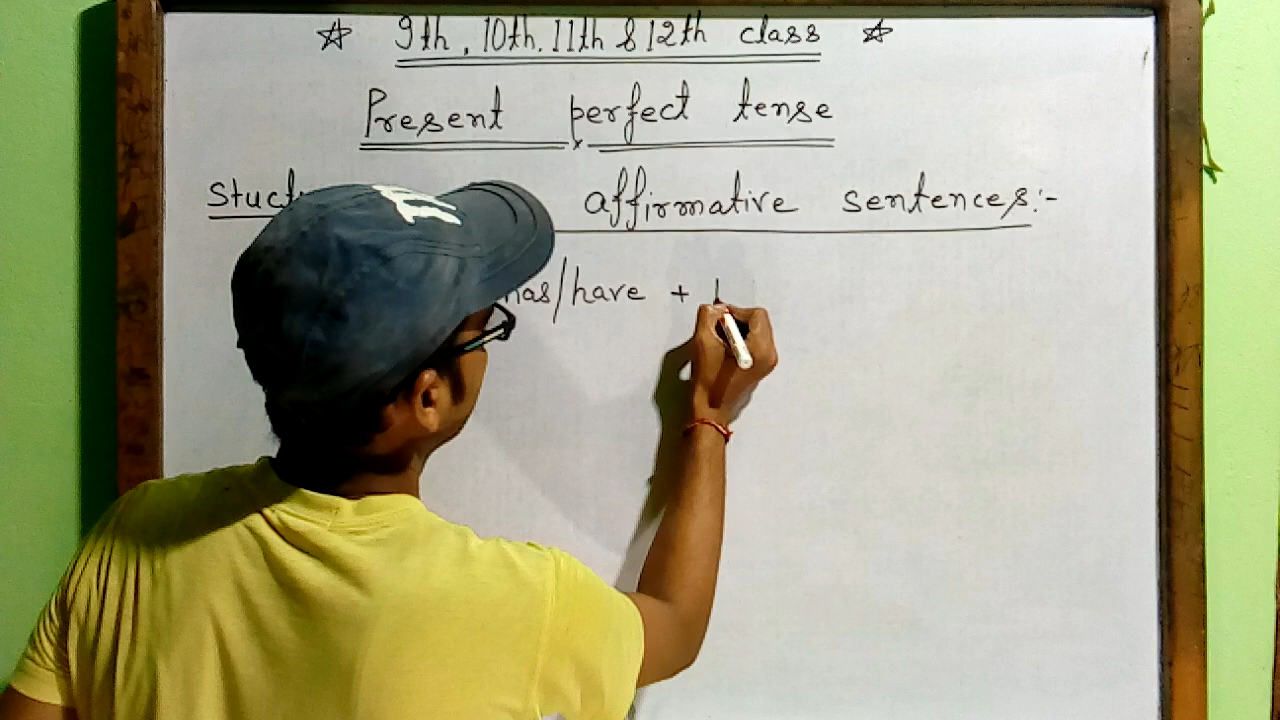 ☆ 9th, 10th. 11th & 12th class ☆
Present perfect tense
affirmative sentences:-
has/have +